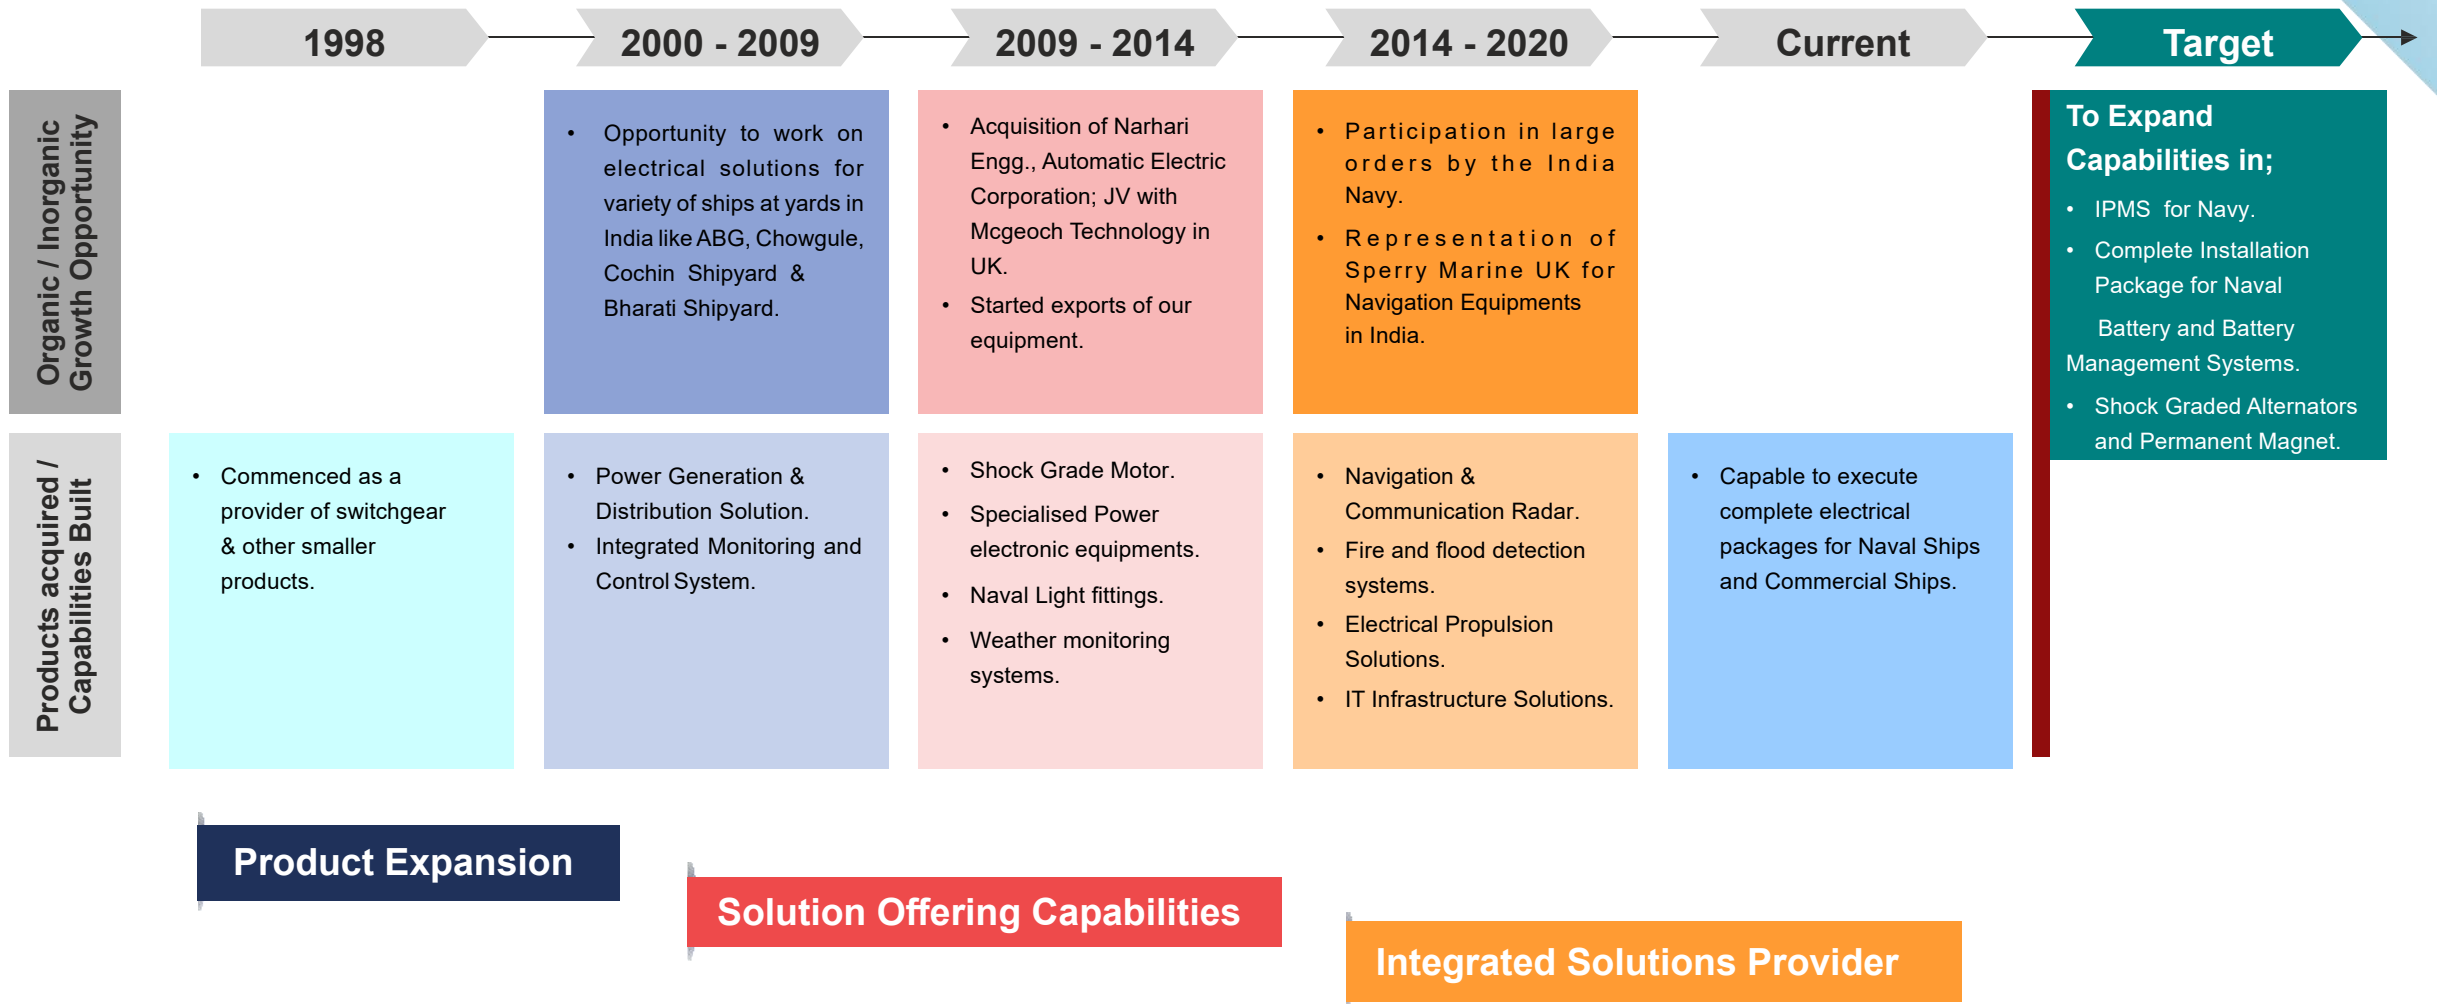 1998
2000 - 2009
2009 - 2014
2014 - 2020
Current
Target
Organic / Inorganic
Growth Opportunity
• Opportunity to work on
electrical solutions for
variety of ships at yards in
India like ABG, Chowgule,
Cochin Shipyard &
Bharati Shipyard.
• Acquisition of Narhari
Engg., Automatic Electric
Corporation; JV with
Mcgeoch Technology in
UK.
• Started exports of our
equipment.
• Participation in large
orders by the India
Navy.
• Representation of
Sperry Marine UK for
Navigation Equipments
in India.
To Expand
Capabilities in;
• IPMS for Navy.
• Complete Installation
Package for Naval
Battery and Battery
Management Systems.
• Shock Graded Alternators
and Permanent Magnet.
Products acquired /
Capabilities Built
• Commenced as a
provider of switchgear
& other smaller
products.
• Power Generation &
Distribution Solution.
• Integrated Monitoring and
Control System.
• Shock Grade Motor.
• Specialised Power
electronic equipments.
• Naval Light fittings.
• Weather monitoring
systems.
• Navigation &
Communication Radar.
• Fire and flood detection
systems.
• Electrical Propulsion
Solutions.
• IT Infrastructure Solutions.
• Capable to execute
complete electrical
packages for Naval Ships
and Commercial Ships.
Product Expansion
Solution Offering Capabilities
Integrated Solutions Provider